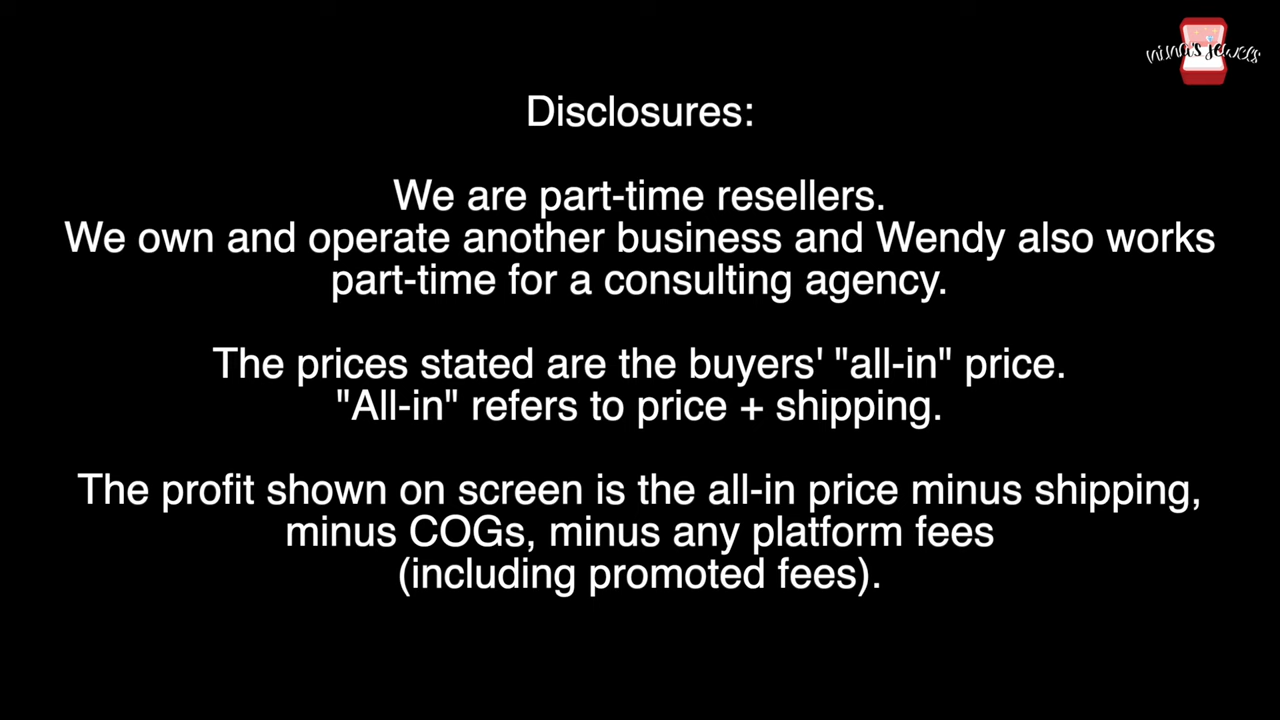 nina's jewels
Disclosures:
We are part-time resellers.
We own and operate another business and Wendy also works
part-time for a consulting agency.
The prices stated are the buyers' "all-in" price.
"All-in" refers to price + shipping.
The profit shown on screen is the all-in price minus shipping,
minus COGs, minus any platform fees
(including promoted fees).